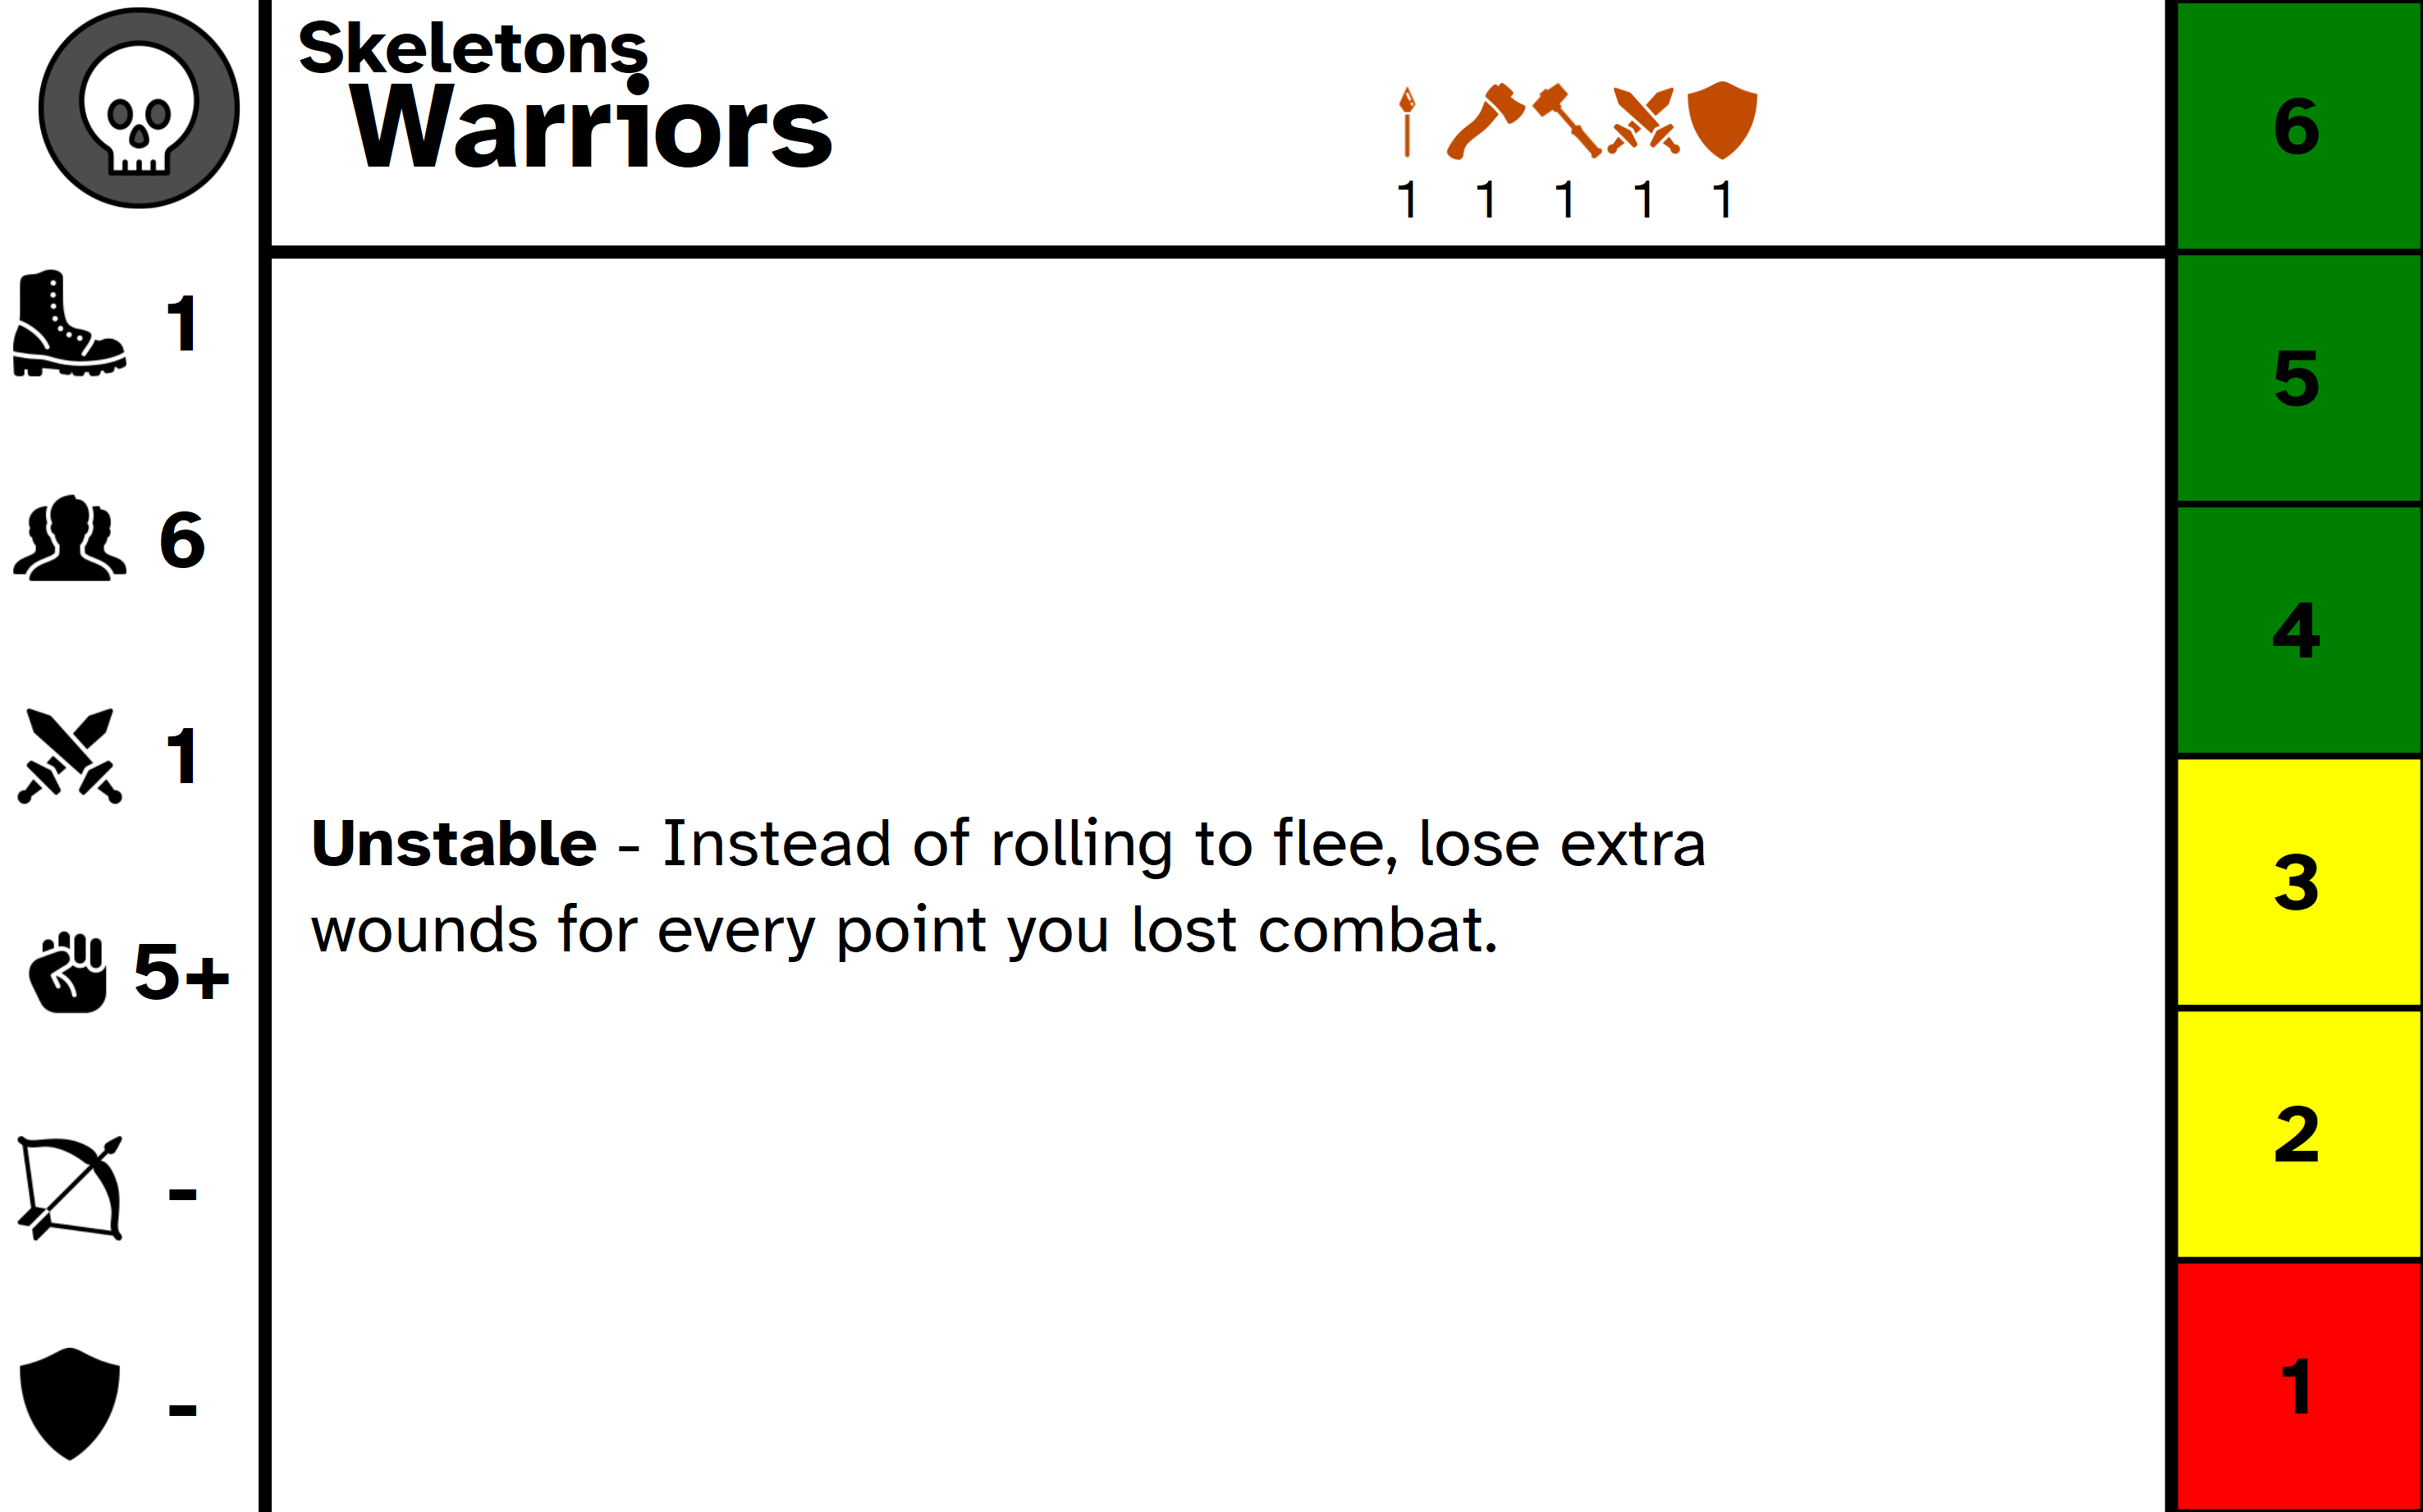 Skeletons
Warriors
1 1 1 1 1
1
6
1
5+
-
-
Unstable - Instead of rolling to flee, lose extra
wounds for every point you lost combat.
6
5
4
3
2
1